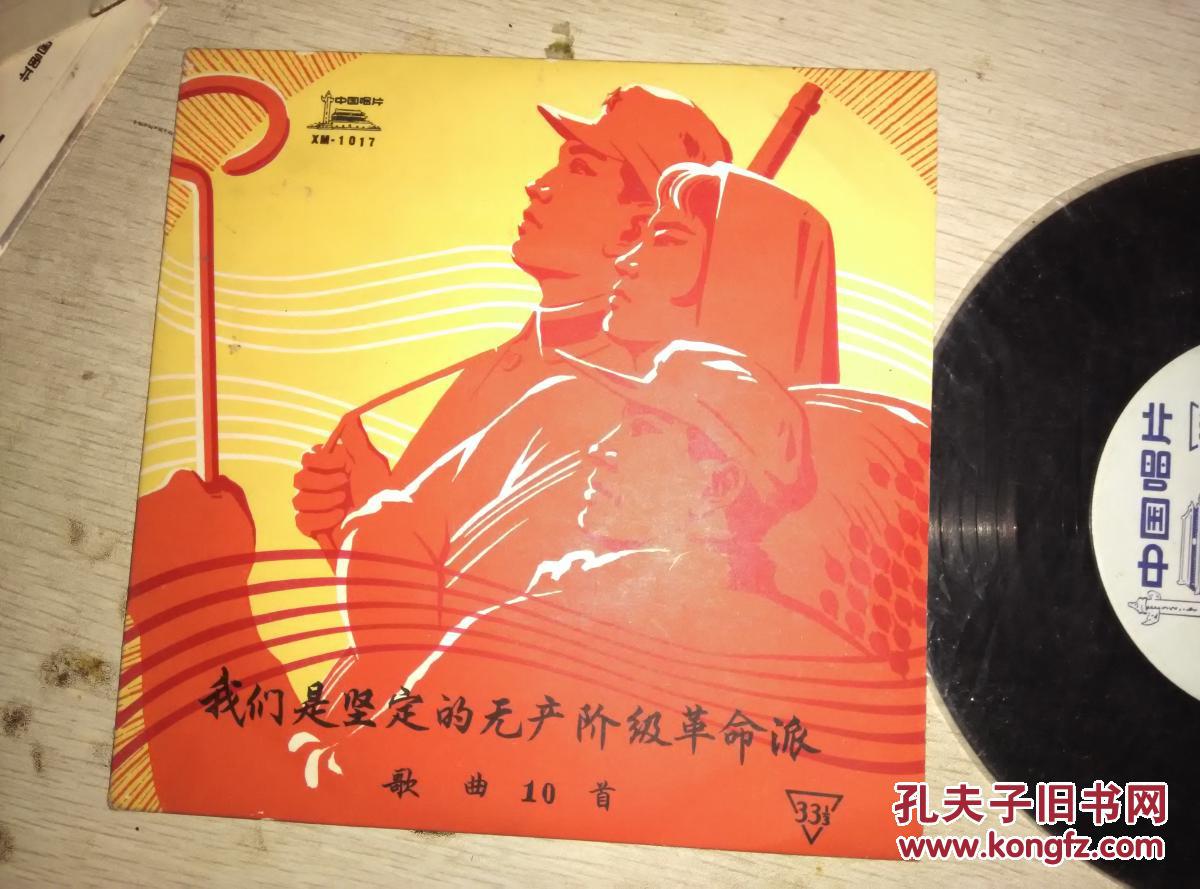 中国唱片
XM-1017
我们是坚定的无产阶级革命派
歌曲10首
33⅓
中国唱片
孔夫子旧书网
www.kongfz.com